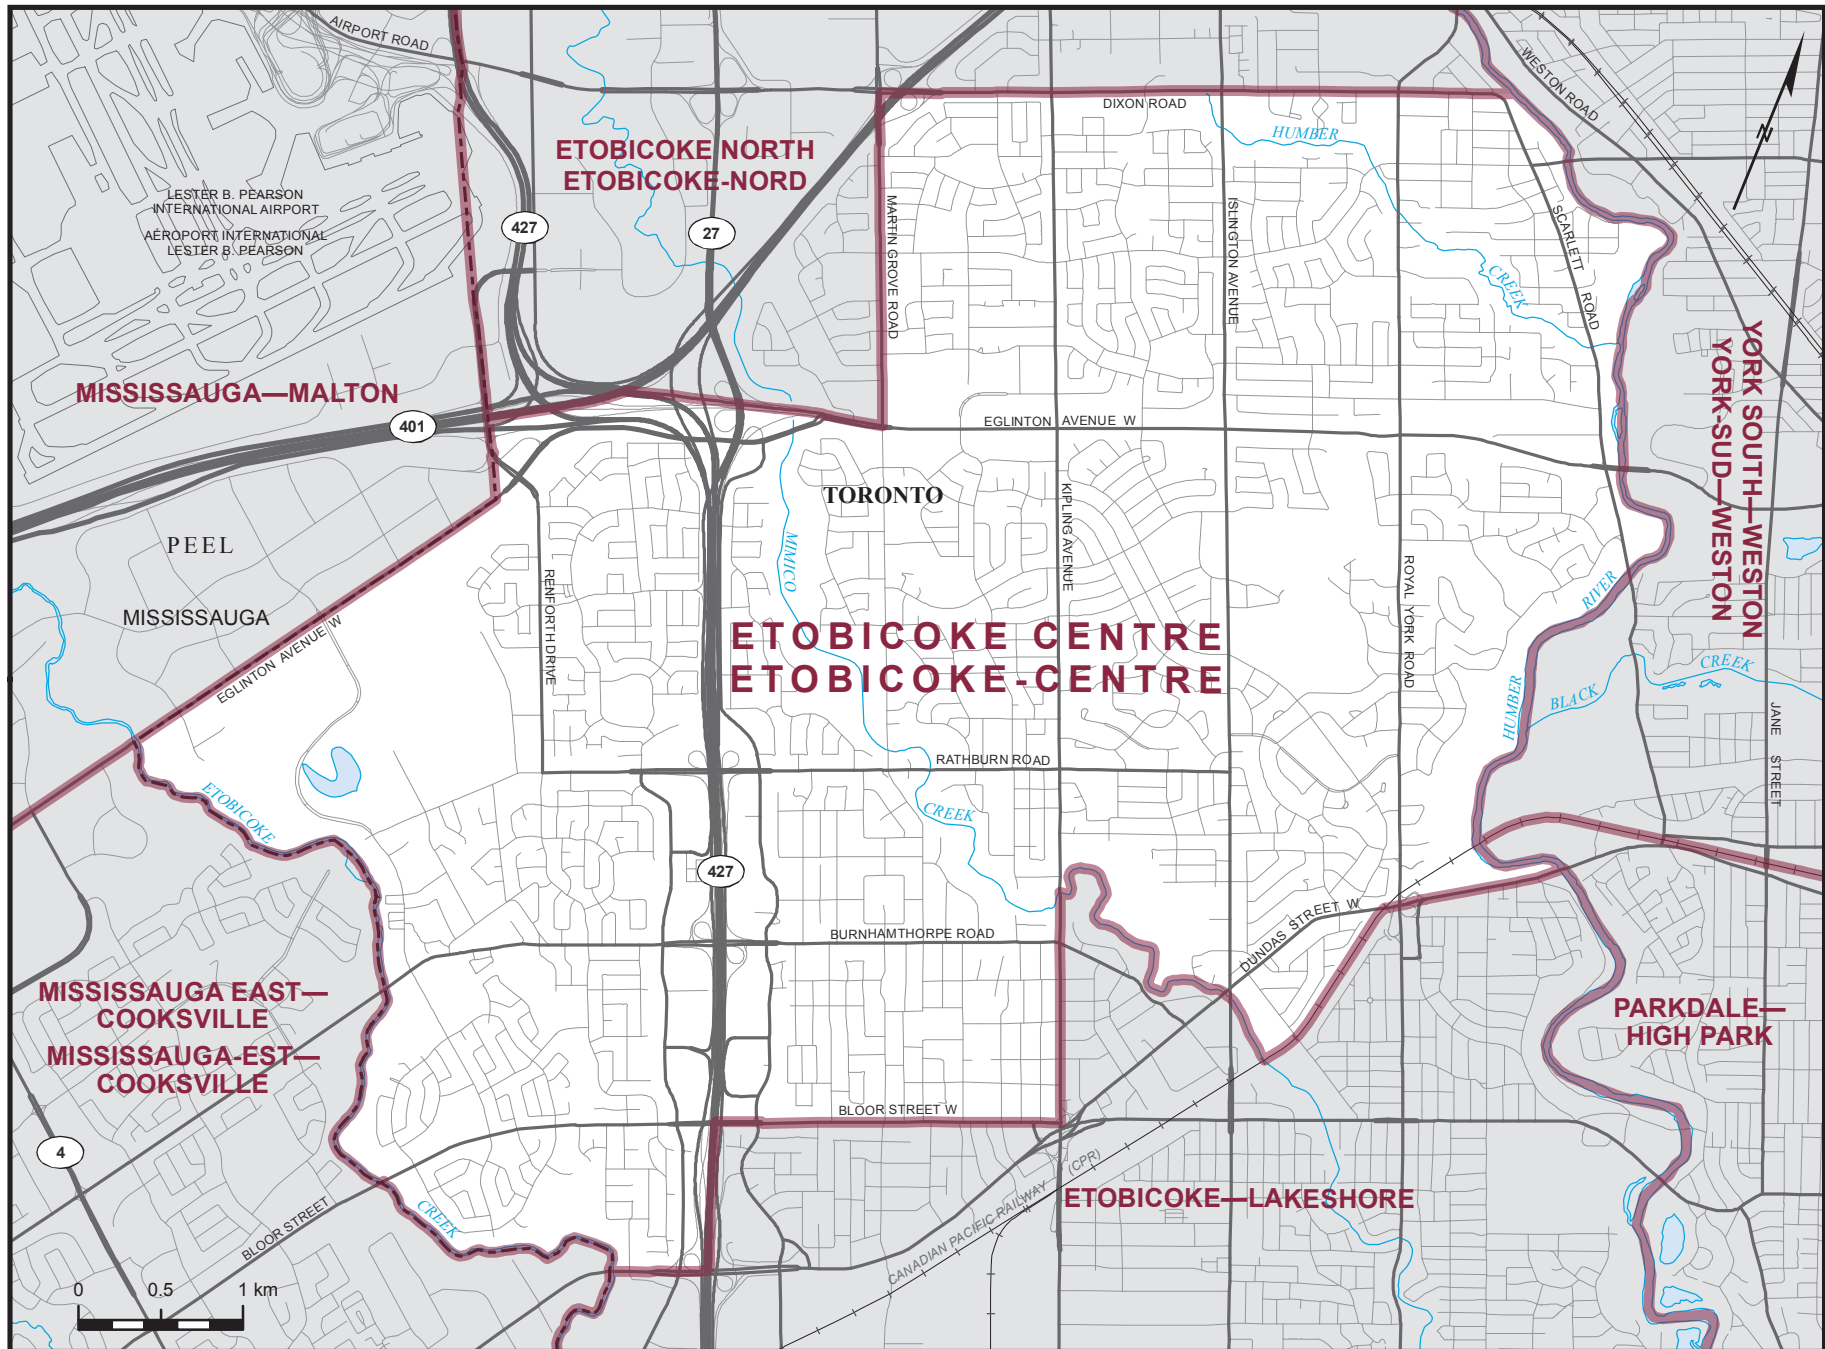 AIRPORT ROAD
WESTON ROAD
DIXON ROAD
HUMBER
ETOBICOKE NORTH
ETOBICOKE-NORD
N
LESTER B. PEARSON
INTERNATIONAL AIRPORT
AÉROPORT INTERNATIONAL
LESTER B. PEARSON
427
27
MARTIN GROVE ROAD
ISLINGTON AVENUE
SCARLETT ROAD
CREEK
MISSISSAUGA—MALTON
401
EGLINTON AVENUE W
YORK SOUTH—WESTON
YORK-SUD—WESTON
TORONTO
KIPLING AVENUE
PEEL
MIMICO
RENFORTH DRIVE
ROYAL YORK ROAD
RIVER
MISSISSAUGA
EGLINTON AVENUE W
ETOBICOKE CENTRE
ETOBICOKE-CENTRE
HUMBER
BLACK
CREEK
JANE STREET
RATHBURN ROAD
ETOBICOKE
CREEK
427
DUNDAS STREET W
BURNHAMTHORPE ROAD
MISSISSAUGA EAST—
COOKSVILLE
MISSISSAUGA-EST—
COOKSVILLE
PARKDALE—
HIGH PARK
BLOOR STREET W
4
CANADIAN PACIFIC RAILWAY (CPR)
ETOBICOKE—LAKESHORE
BLOOR STREET
CREEK
0 0.5 1 km